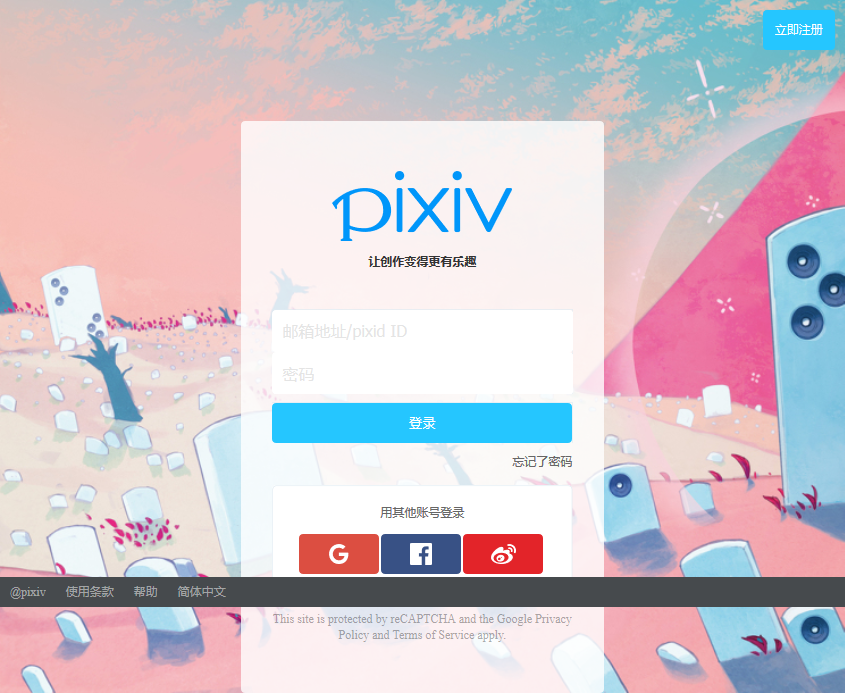 立即注册
pixiv
让创作变得更有乐趣
邮箱地址/pixid ID
密码
登录
忘记了密码
用其他账号登录
G
@pixiv 使用条款 帮助 简体中文
This site is protected by reCAPTCHA and the Google Privacy
Policy and Terms of Service apply.